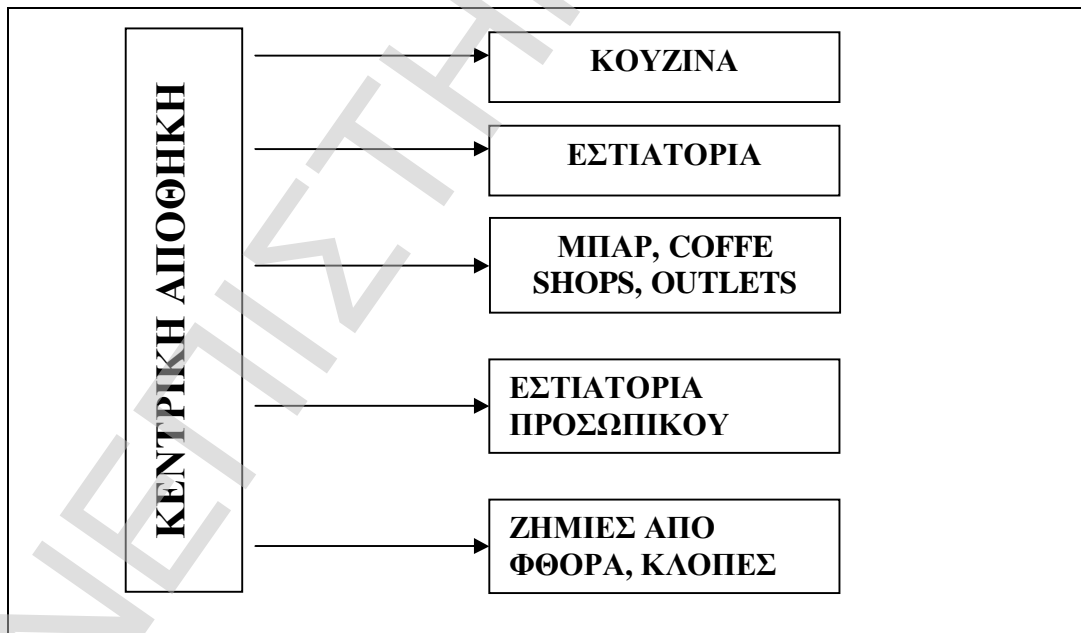 ΚΕΝΤΡΙΚΗ ΑΠΟΘΗΚΗ
ΚΟΥΖΙΝΑ
ΕΣΤΙΑΤΟΡΙΑ
ΜΠΑΡ, COFFE
SHOPS, OUTLETS
ΕΣΤΙΑΤΟΡΙΑ
ΠΡΟΣΩΠΙΚΟΥ
ΖΗΜΙΕΣ ΑΠΟ
ΦΘΟΡΑ, ΚΛΟΠΕΣ